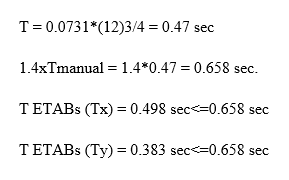 T = 0.0731*(12)3/4 = 0.47 sec
1.4xTmanual = 1.4*0.47 = 0.658 sec.
T ETABs (Tx) = 0.498 sec<=0.658 sec
T ETABs (Ty) = 0.383 sec<=0.658 sec